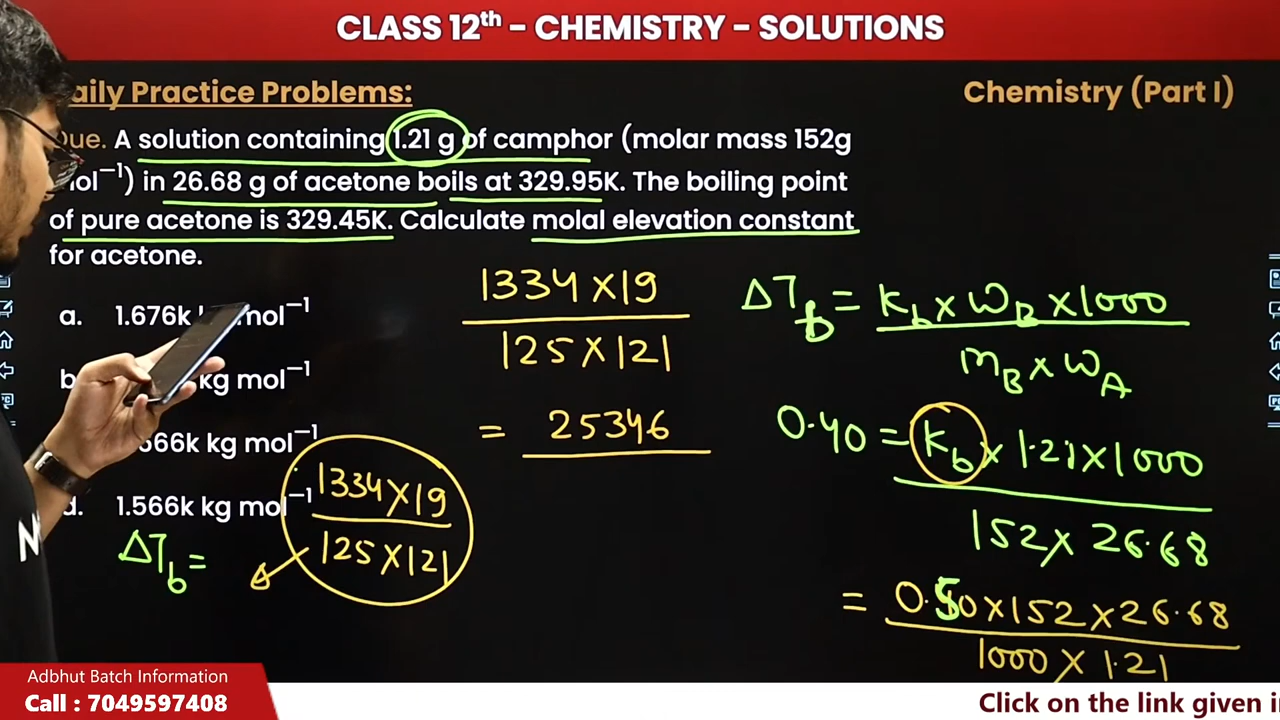 CLASS 12th – CHEMISTRY – SOLUTIONS
aily Practice Problems:
Chemistry (Part I)
Que. A solution containing 1.21 g of camphor (molar mass 152g
mol−1) in 26.68 g of acetone boils at 329.95K. The boiling point
of pure acetone is 329.45K. Calculate molal elevation constant
for acetone.
a. 1.676k mol−1
b kg mol−1
666k kg mol−1
d. 1.566k kg mol−1
1334×19
125×121
= 25346
1334×19
125×121
ΔTb=
ΔTb = Kb×WB×1000
mB×WA
0.40 = Kb×1.21×1000
152×26.68
= 0.50×152×26.68
1000×1.21
Adbhut Batch Information
Call : 7049597408
Click on the link given i